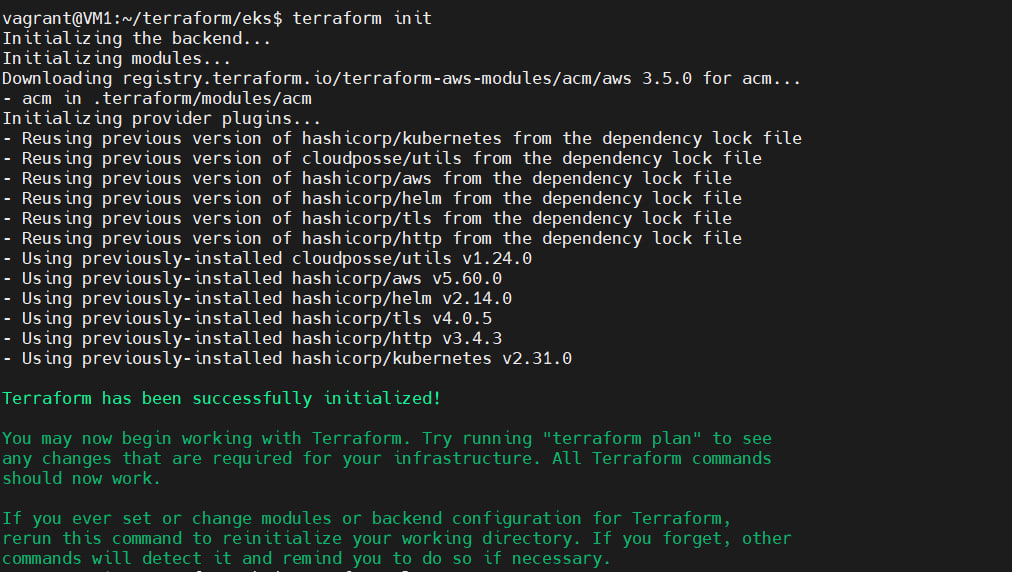 vagrant@VM1:~/terraform/eks$ terraform init
Initializing the backend...
Initializing modules...
Downloading registry.terraform.io/terraform-aws-modules/acm/aws 3.5.0 for acm...
- acm in .terraform/modules/acm
Initializing provider plugins...
- Reusing previous version of hashicorp/kubernetes from the dependency lock file
- Reusing previous version of cloudposse/utils from the dependency lock file
- Reusing previous version of hashicorp/aws from the dependency lock file
- Reusing previous version of hashicorp/helm from the dependency lock file
- Reusing previous version of hashicorp/tls from the dependency lock file
- Reusing previous version of hashicorp/http from the dependency lock file
- Using previously-installed cloudposse/utils v1.24.0
- Using previously-installed hashicorp/aws v5.60.0
- Using previously-installed hashicorp/helm v2.14.0
- Using previously-installed hashicorp/tls v4.0.5
- Using previously-installed hashicorp/http v3.4.3
- Using previously-installed hashicorp/kubernetes v2.31.0
Terraform has been successfully initialized!
You may now begin working with Terraform. Try running "terraform plan" to see
any changes that are required for your infrastructure. All Terraform commands
should now work.
If you ever set or change modules or backend configuration for Terraform,
rerun this command to reinitialize your working directory. If you forget, other
commands will detect it and remind you to do so if necessary.